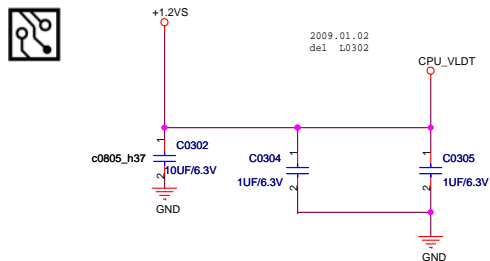 +1.2VS
2009.01.02
del L0302
CPU_VLDT
1
C0302
c0805_h37
2
10UF/6.3V
GND
1
C0304
1UF/6.3V
2
1
C0305
1UF/6.3V
2
GND